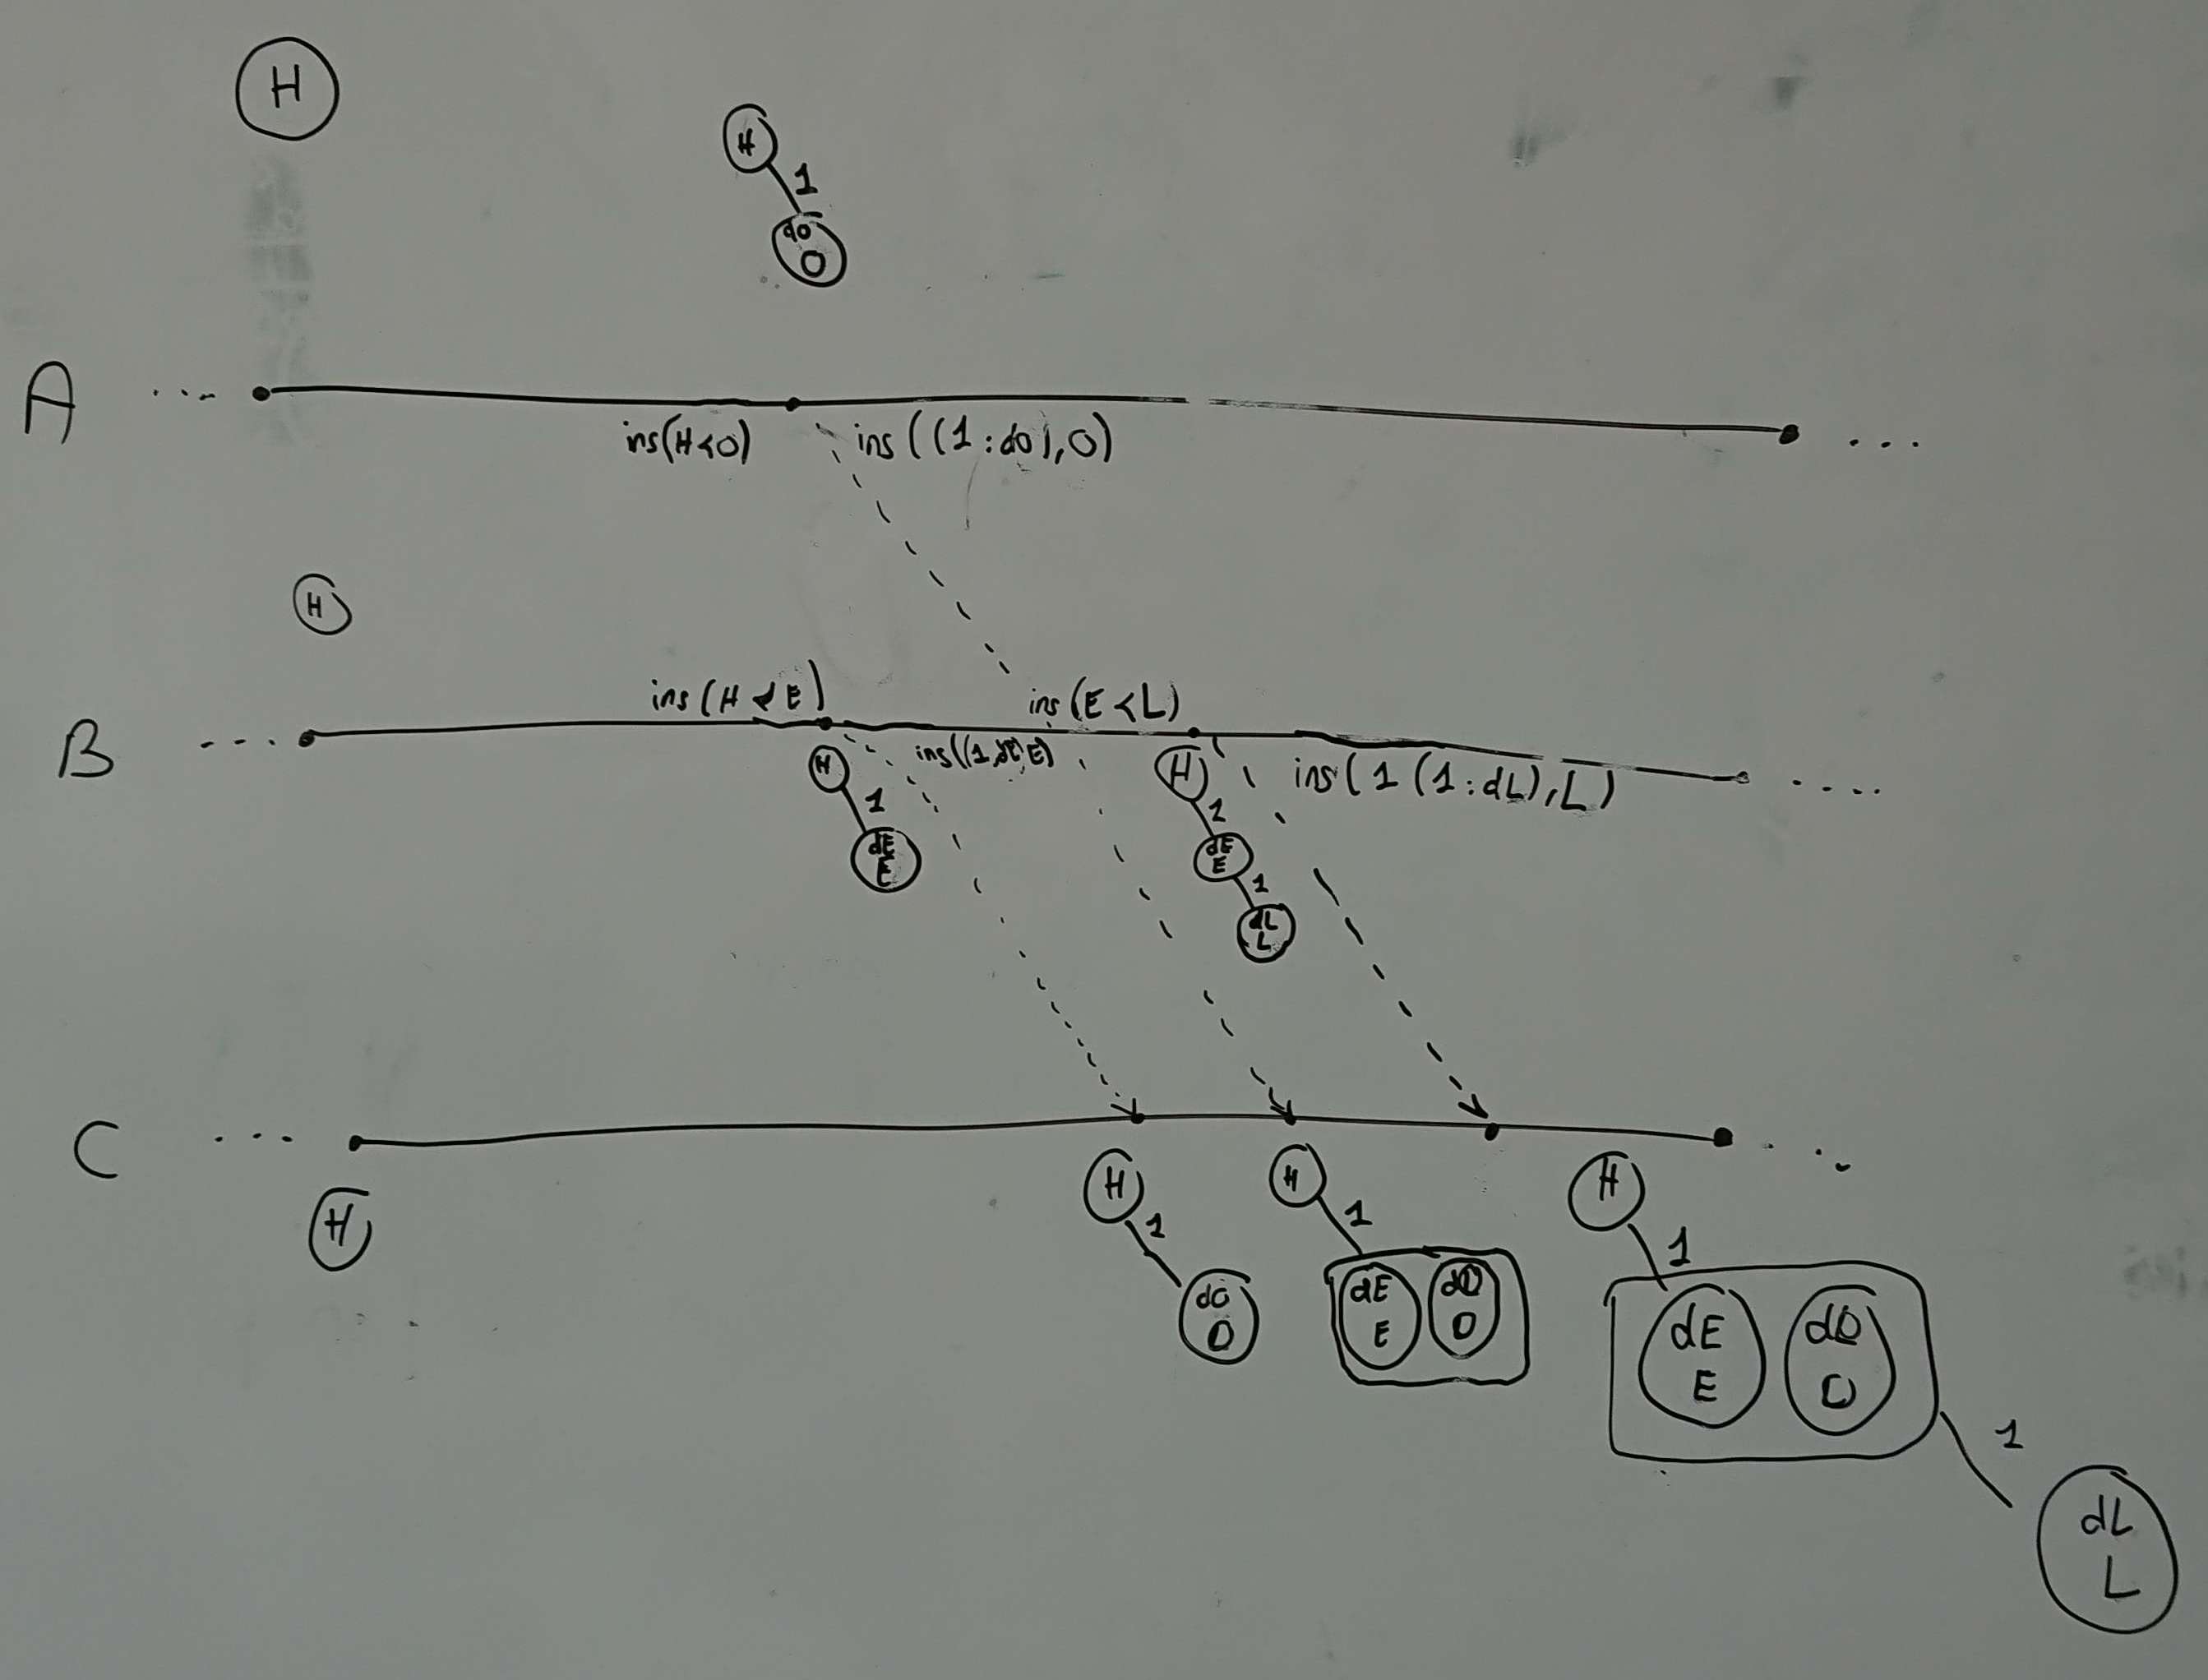 H
H
1
do
O
A
ins(H<O)
ins((1:do),O)
H
ins(H<E)
ins(E<L)
B
ins((1,dE),E)
ins(1(1:dL),L)
H
1
dE
E
H
1
dE
E
1
dL
L
C
H
H
1
dO
O
H
1
dE dO
E O
H
1
dE dO
E O
1
dL
L